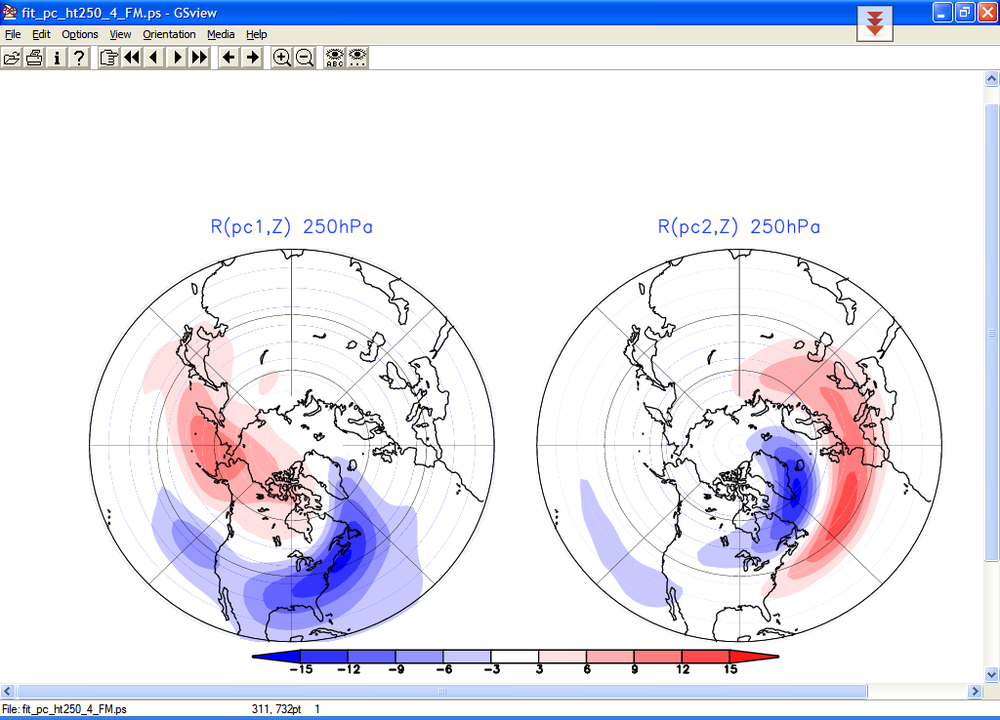 fit_pc_ht250_4_FM.ps - GSview
File Edit Options View Orientation Media Help
i ? ABC
R(pc1,Z) 250hPa R(pc2,Z) 250hPa
−15 −12 −9 −6 −3 3 6 9 12 15
File: fit_pc_ht250_4_FM.ps 311, 732pt 1